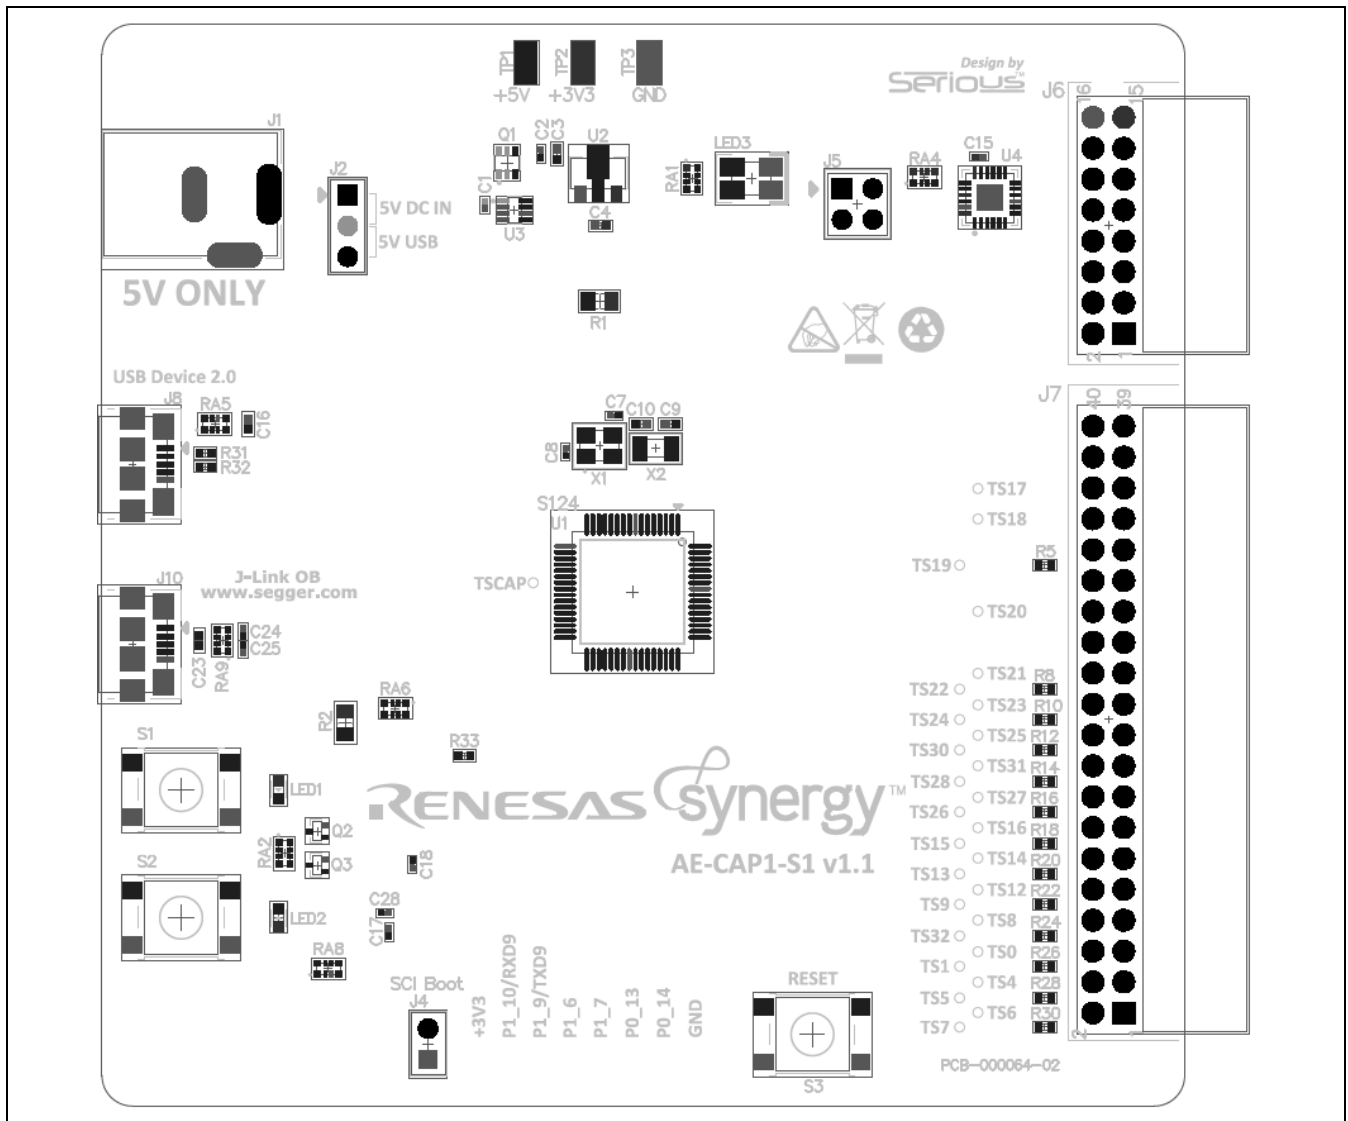 TP1
TP2
TP3
+5V
+3V3
GND
Design by
Serious™
J6
16
15
J1
J2
5V DC IN
5V USB
5V ONLY
Q1
C2
C3
U2
C1
U3
C4
RA1
LED3
J5
RA4
C15
U4
R1
2
1
USB Device 2.0
J8
RA5
C16
R31
R32
C7
C10
C9
C8
X1
X2
J7
40
39
S124
U1
TSCAP
TS17
TS18
TS19
R5
TS20
J-Link OB
www.segger.com
J10
C24
C25
C23
RA9
TS21
R8
TS22
TS23
R10
TS24
TS25
R12
TS30
TS31
R14
TS28
TS27
R16
TS26
TS16
R18
TS15
TS14
R20
TS13
TS12
R22
TS9
TS8
R24
TS32
TS0
R26
TS1
TS4
R28
TS5
TS6
R30
TS7
2
1
RA6
R2
R33
S1
LED1
RENESAS synergy™
AE-CAP1-S1 v1.1
Q2
RA2
Q3
C18
S2
LED2
C28
C17
RA8
SCI Boot
J4
+3V3
P1_10/RXD9
P1_9/TXD9
P1_6
P1_7
P0_13
P0_14
GND
RESET
S3
PCB-000064-02